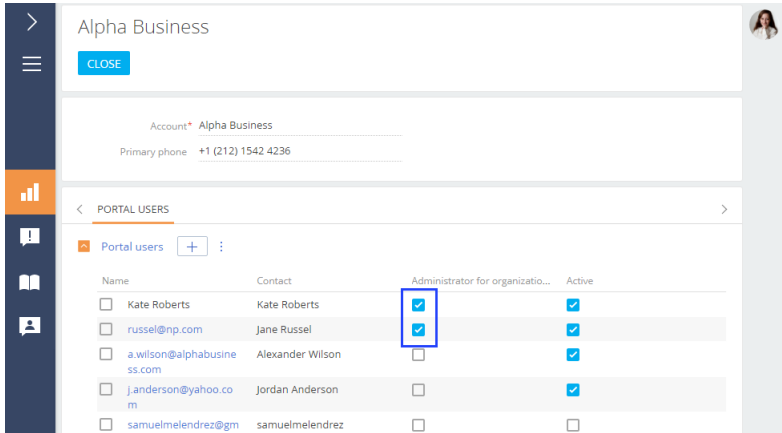 Alpha Business
CLOSE
Account* Alpha Business
Primary phone +1 (212) 1542 4236
PORTAL USERS
Portal users
Name Contact Administrator for organizatio... Active
Kate Roberts Kate Roberts
russel@np.com Jane Russel
a.wilson@alphabusine Alexander Wilson
ss.com
j.anderson@yahoo.co Jordan Anderson
m
samuelmelendrez@gm samuelmelendrez